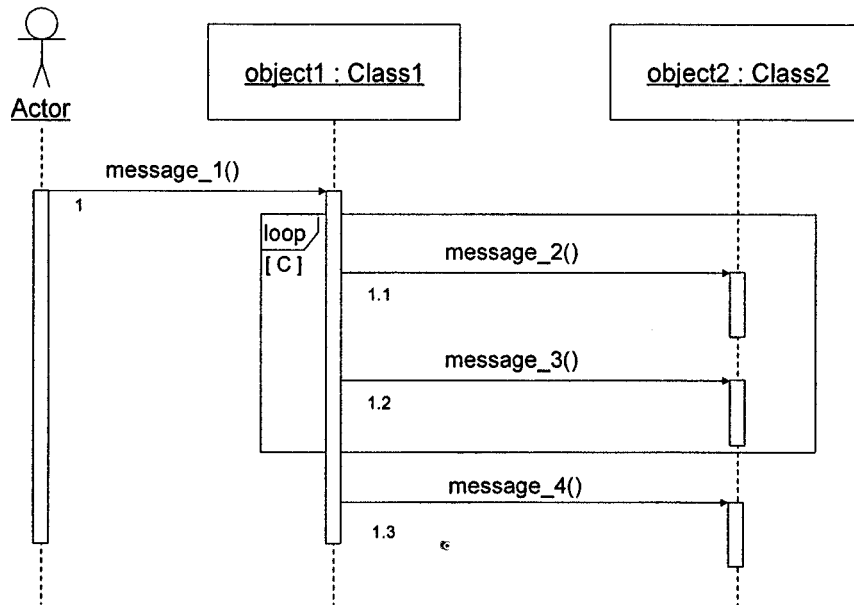 object1 : Class1
object2 : Class2
Actor
message_1()
1
loop
[ C ]
message_2()
1.1
message_3()
1.2
message_4()
1.3